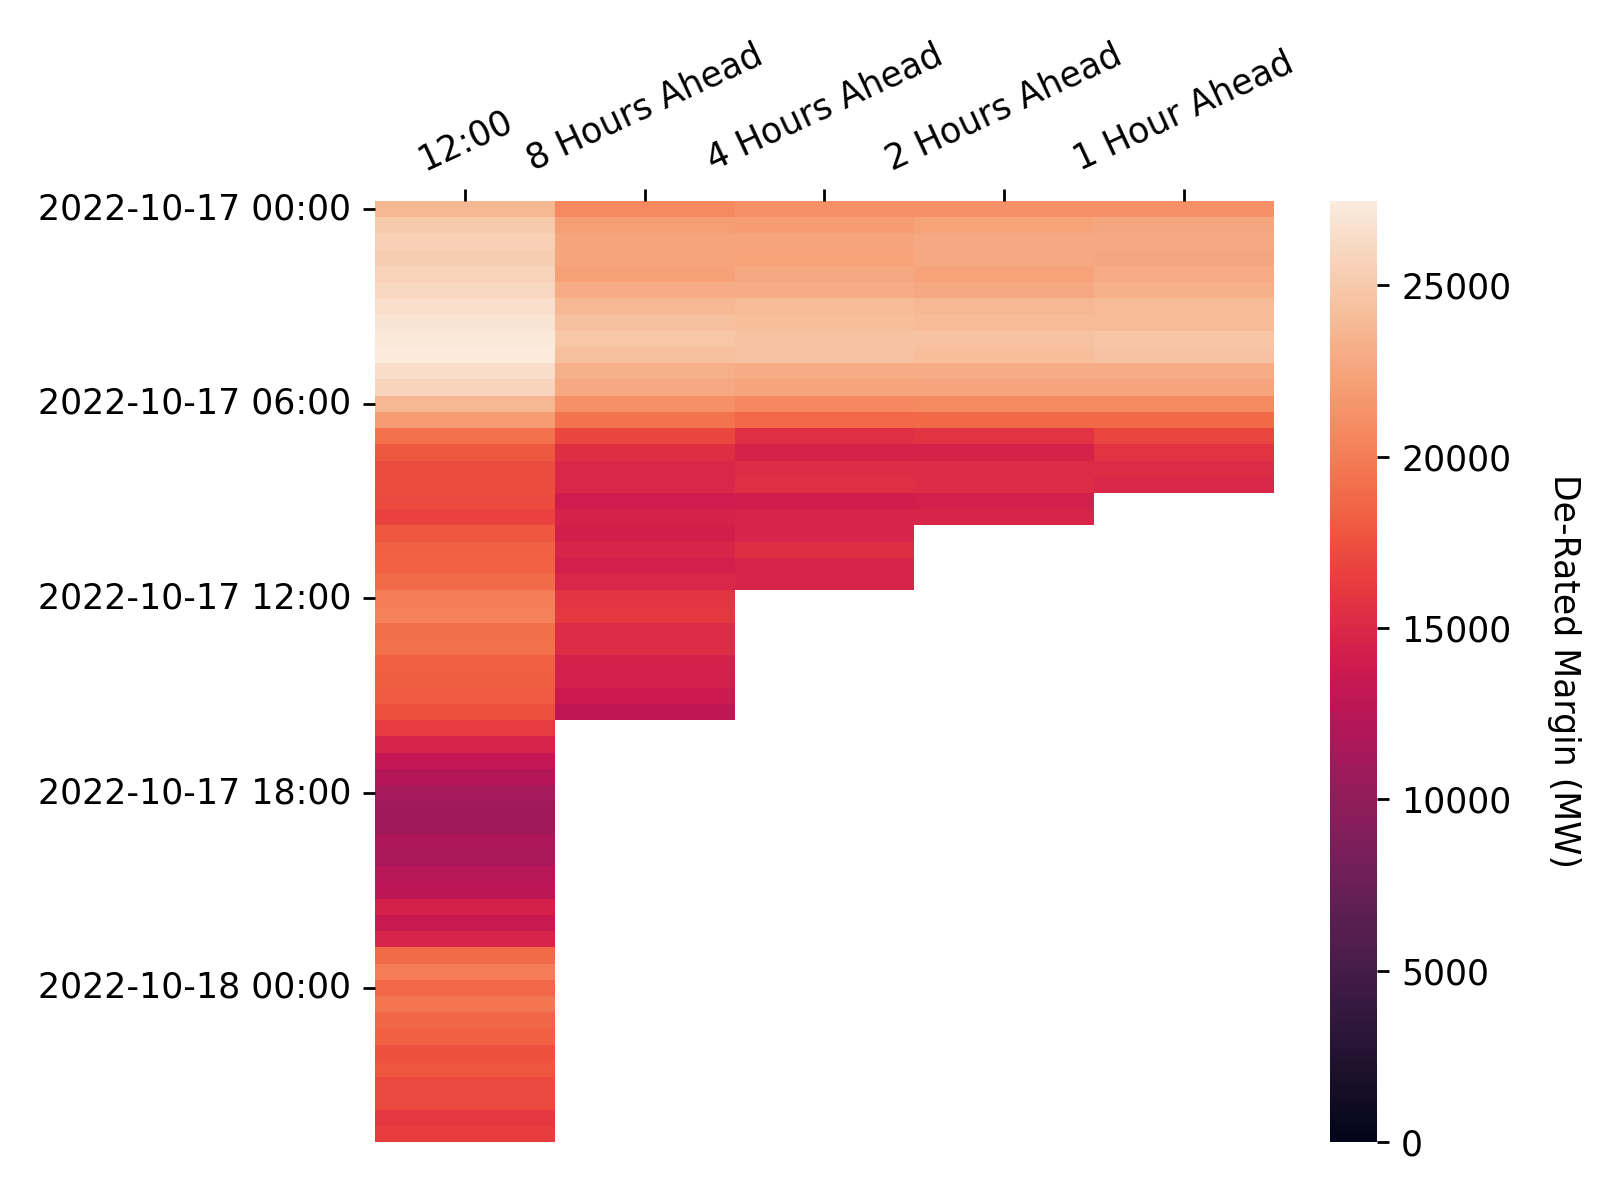 12:00
8 Hours Ahead
4 Hours Ahead
2 Hours Ahead
1 Hour Ahead
2022-10-17 00:00
2022-10-17 06:00
2022-10-17 12:00
2022-10-17 18:00
2022-10-18 00:00
25000
20000
15000
10000
5000
0
De-Rated Margin (MW)